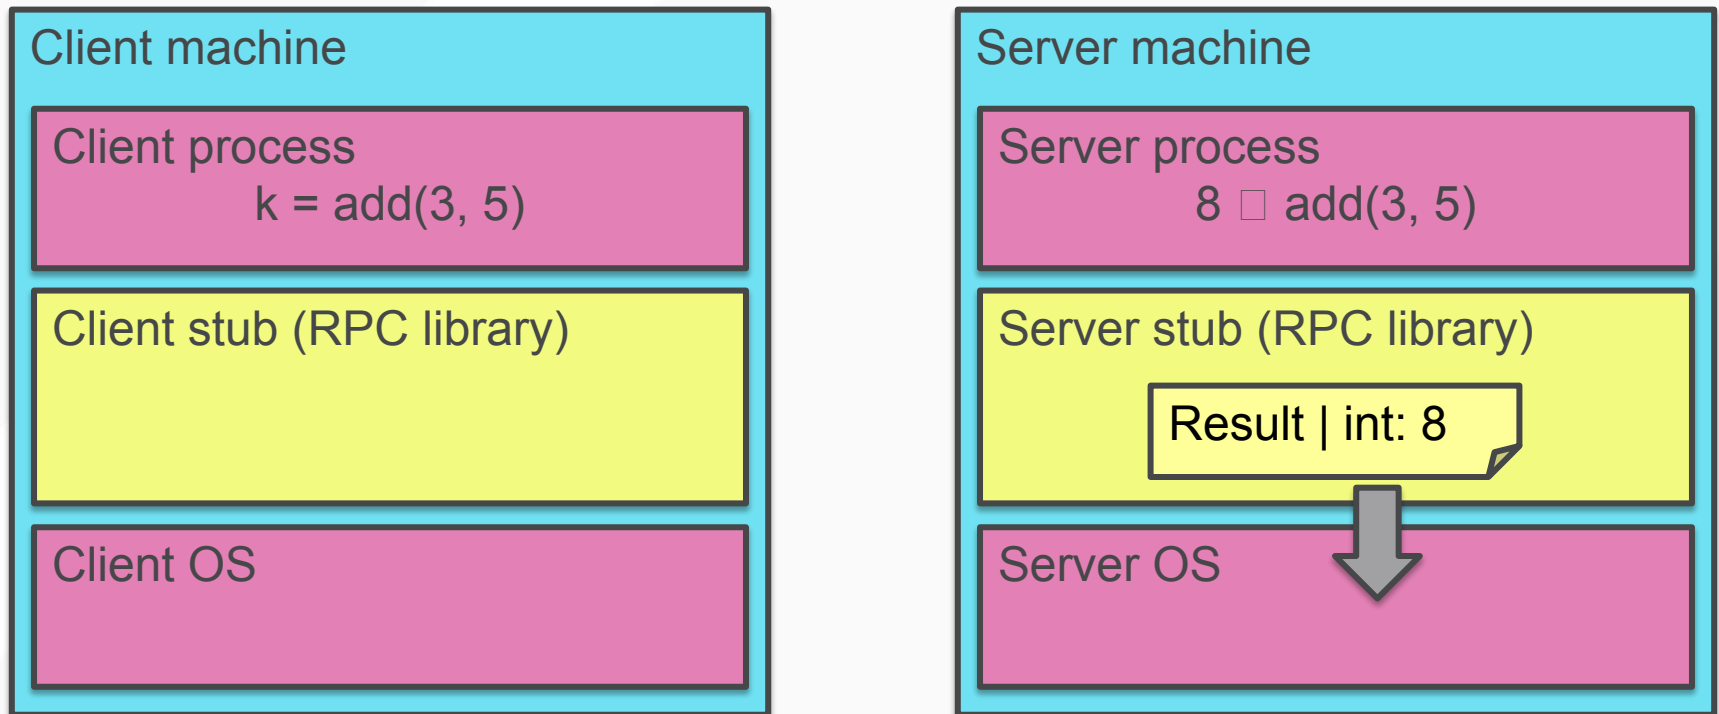 Client machine
Client process
k = add(3, 5)
Client stub (RPC library)
Client OS
Server machine
Server process
8 □ add(3, 5)
Server stub (RPC library)
Result | int: 8
Server OS